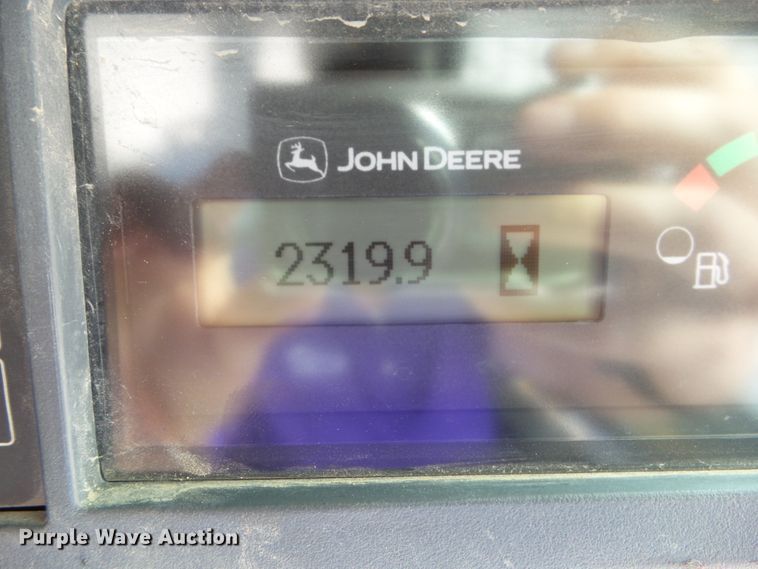 JOHN DEERE
2319.9
Purple Wave Auction